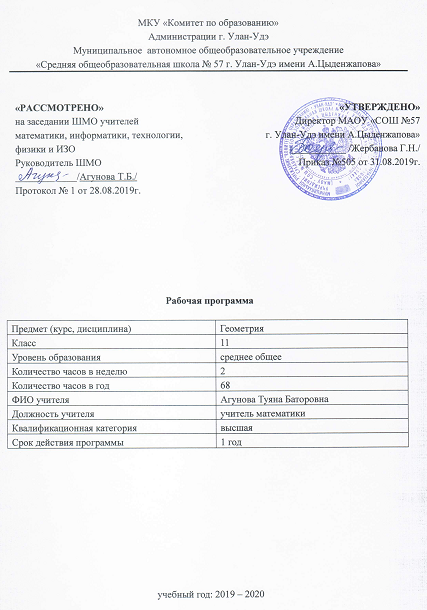 МКУ «Комитет по образованию»
Администрации г. Улан-Удэ
Муниципальное автономное общеобразовательное учреждение
«Средняя общеобразовательная школа № 57 г. Улан-Удэ имени А.Цыденжапова»
«РАССМОТРЕНО»
на заседании ШМО учителей
математики, информатики, технологии,
физики и ИЗО
Руководитель ШМО
/Агунова Т.Б./
Протокол № 1 от 28.08.2019г.
«УТВЕРЖДЕНО»
Директор МАОУ «СОШ №57
г. Улан-Удэ имени А.Цыденжапова»
/Жербанова Г.Н./
Приказ №505 от 31.08.2019г.
Рабочая программа
Предмет (курс, дисциплина) Геометрия
Класс 11
Уровень образования среднее общее
Количество часов в неделю 2
Количество часов в год 68
ФИО учителя Агунова Туяна Баторовна
Должность учителя учитель математики
Квалификационная категория высшая
Срок действия программы 1 год
учебный год: 2019 – 2020